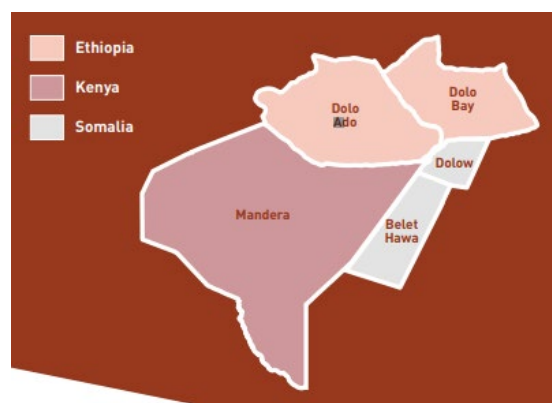 Ethiopia
Kenya
Somalia
Dolo
Ado
Dolo
Bay
Dolow
Mandera
Belet
Hawa